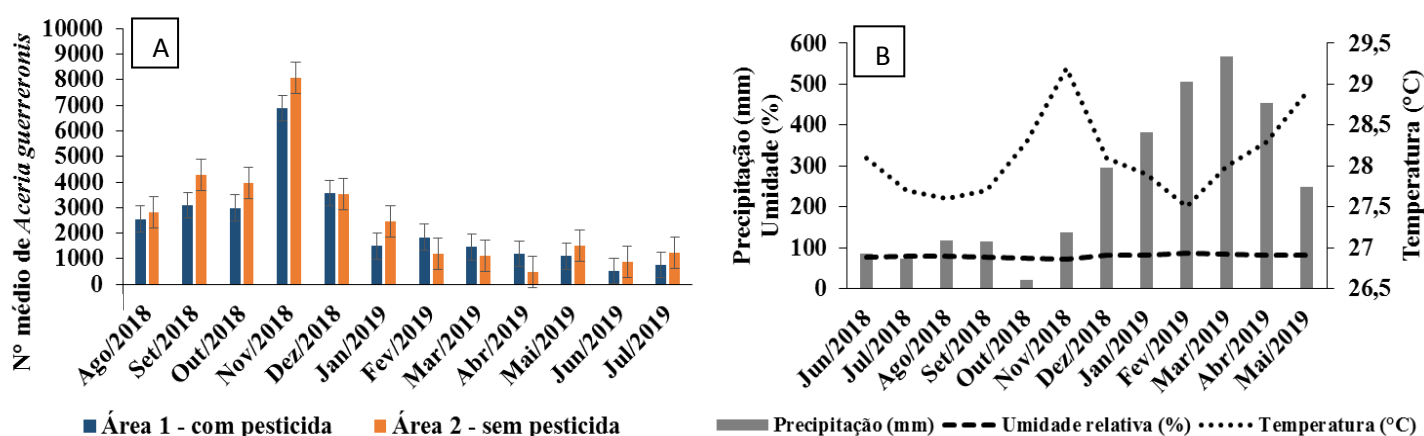 A
N° médio de Aceria guerreronis
10000
9000
8000
7000
6000
5000
4000
3000
2000
1000
0
Ago/2018
Set/2018
Out/2018
Nov/2018
Dez/2018
Jan/2019
Fev/2019
Mar/2019
Abr/2019
Mai/2019
Jun/2019
Jul/2019
Área 1 - com pesticida
Área 2 - sem pesticida
B
Precipitação (mm)
Umidade (%)
600
500
400
300
200
100
0
29,5
29
28,5
28
27,5
27
26,5
Temperatura (°C)
Jun/2018
Jul/2018
Ago/2018
Set/2018
Out/2018
Nov/2018
Dez/2018
Jan/2019
Fev/2019
Mar/2019
Abr/2019
Mai/2019
Precipitação (mm)
Umidade relativa (%)
Temperatura (°C)